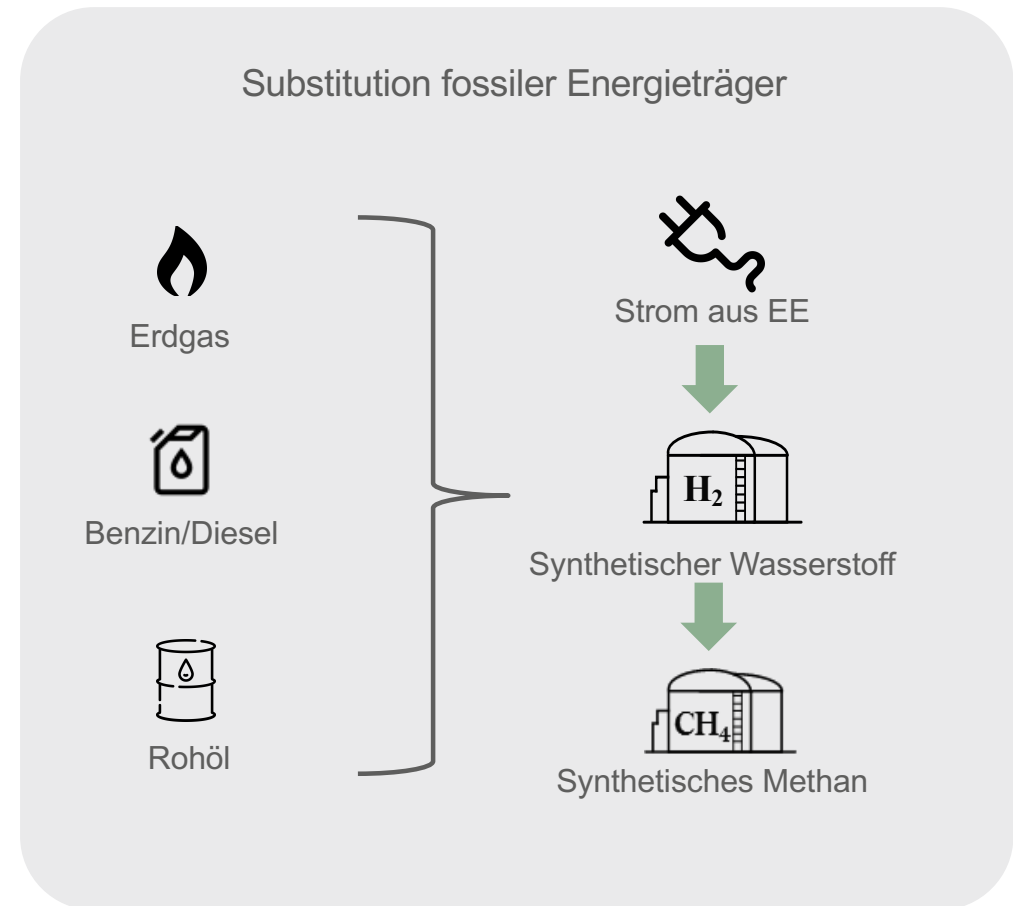 Substitution fossiler Energieträger
Erdgas
Benzin/Diesel
Rohöl
Strom aus EE
H₂
Synthetischer Wasserstoff
CH₄
Synthetisches Methan